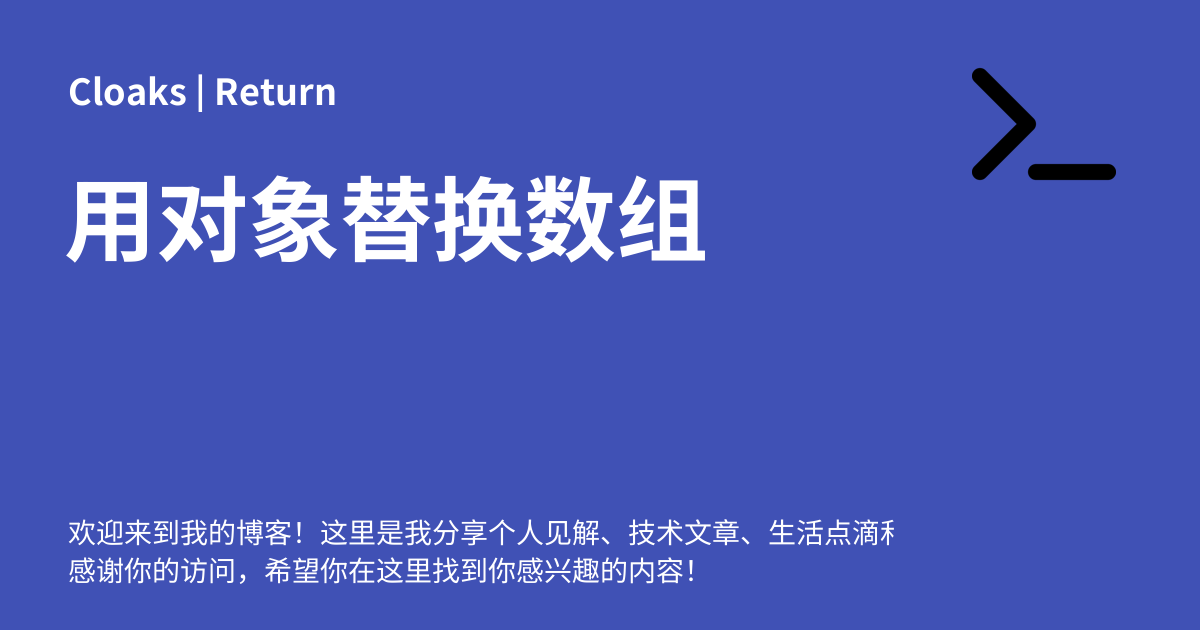 Cloaks | Return
用对象替换数组
欢迎来到我的博客！这里是我分享个人见解、技术文章、生活点滴
感谢你的访问，希望你在这里找到你感兴趣的内容！